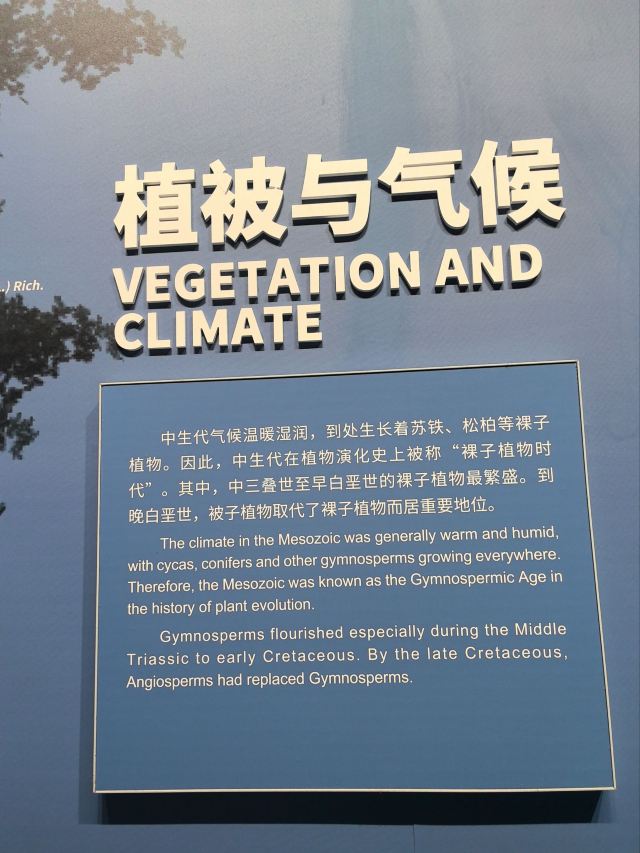 植被与气候
VEGETATION AND
CLIMATE
.) Rich.
中生代气候温暖湿润，到处生长着苏铁、松柏等裸子
植物。因此，中生代在植物演化史上被称“裸子植物时
代”。其中，中三叠世至早白垩世的裸子植物最繁盛。到
晚白垩世，被子植物取代了裸子植物而居重要地位。
The climate in the Mesozoic was generally warm and humid,
with cycas, conifers and other gymnosperms growing everywhere.
Therefore, the Mesozoic was known as the Gymnospermic Age in
the history of plant evolution.
Gymnosperms flourished especially during the Middle
Triassic to early Cretaceous. By the late Cretaceous,
Angiosperms had replaced Gymnosperms.